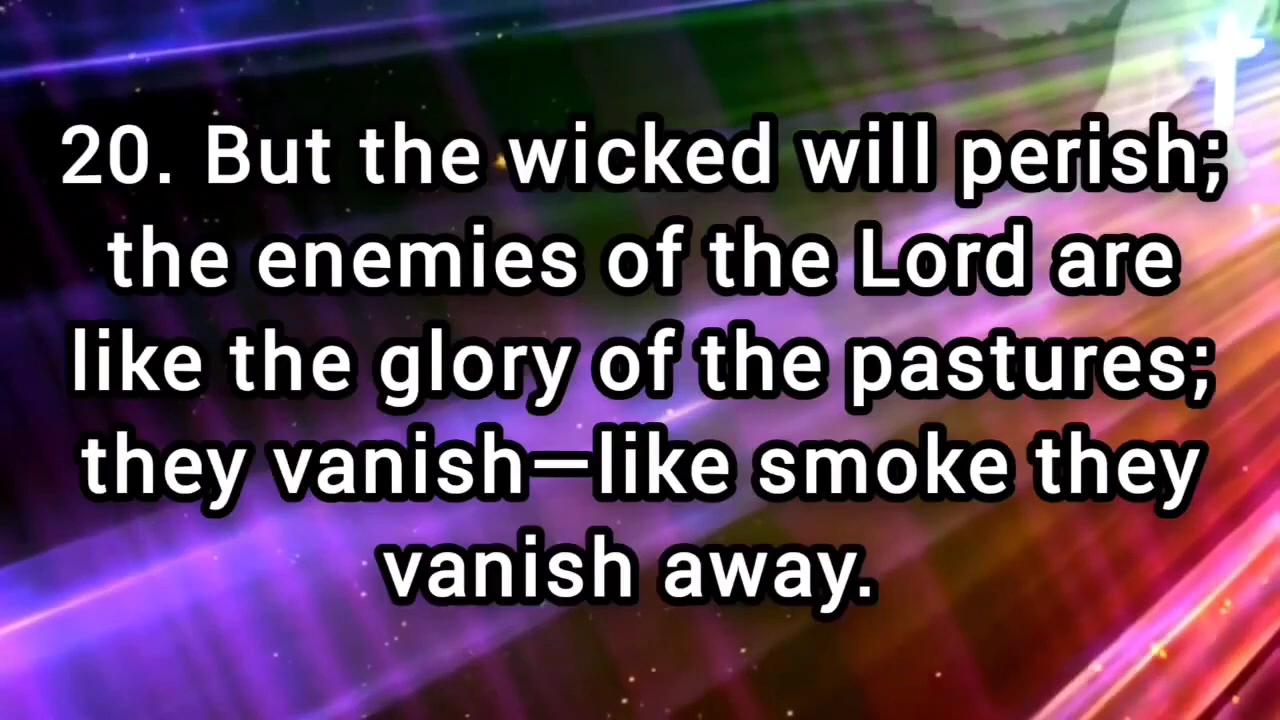 20. But the wicked will perish;
the enemies of the Lord are
like the glory of the pastures;
they vanish—like smoke they
vanish away.